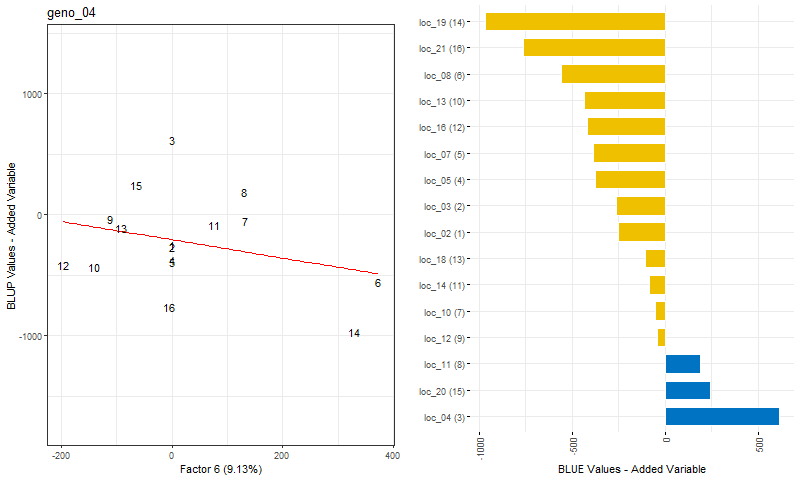 geno_04
BLUP Values - Added Variable
1000
0
-1000
3
15
8
9
13
11
7
2
4
5
12
10
6
16
14
-200
0
200
400
Factor 6 (9.13%)
loc_19 (14)
loc_21 (16)
loc_08 (6)
loc_13 (10)
loc_16 (12)
loc_07 (5)
loc_05 (4)
loc_03 (2)
loc_02 (1)
loc_18 (13)
loc_14 (11)
loc_10 (7)
loc_12 (9)
loc_11 (8)
loc_20 (15)
loc_04 (3)
-1000
-500
0
500
BLUE Values - Added Variable